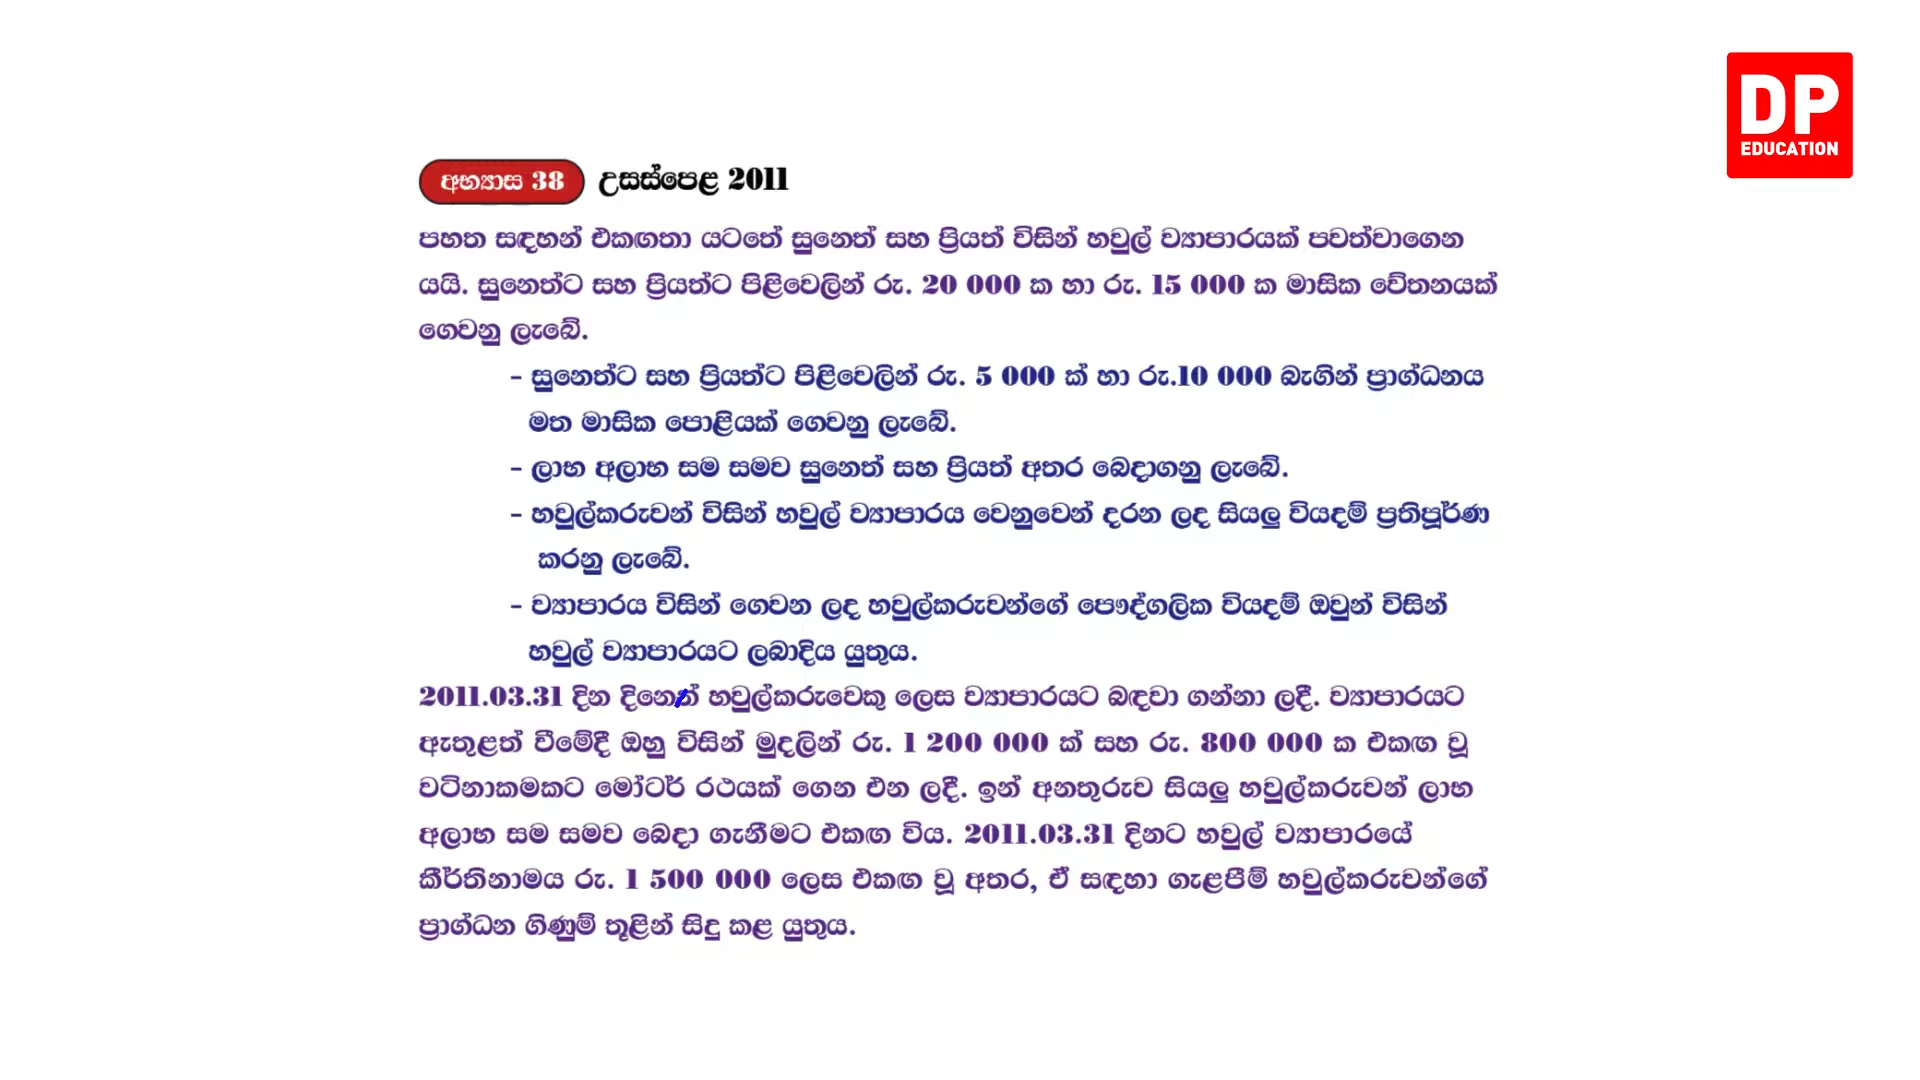 DP
EDUCATION
අභ්‍යාස 38 උසස්පෙළ 2011
පහත සඳහන් එකඟතා යටතේ සුනෙත් සහ ප්‍රියත් විසින් හවුල් ව්‍යාපාරයක් පවත්වාගෙන
යයි. සුනෙත්ට සහ ප්‍රියත්ට පිළිවෙලින් රු. 20 000 ක හා රු. 15 000 ක මාසික වේතනයක්
ගෙවනු ලැබේ.
- සුනෙත්ට සහ ප්‍රියත්ට පිළිවෙලින් රු. 5 000 ක් හා රු.10 000 බැගින් ප්‍රාග්ධනය
මත මාසික පොළියක් ගෙවනු ලැබේ.
- ලාභ අලාභ සම සමව සුනෙත් සහ ප්‍රියත් අතර බෙදාගනු ලැබේ.
- හවුල්කරුවන් විසින් හවුල් ව්‍යාපාරය වෙනුවෙන් දරන ලද සියලු වියදම් ප්‍රතිපූර්ණ
කරනු ලැබේ.
- ව්‍යාපාරය විසින් ගෙවන ලද හවුල්කරුවන්ගේ පෞද්ගලික වියදම් ඔවුන් විසින්
හවුල් ව්‍යාපාරයට ලබාදිය යුතුය.
2011.03.31 දින දිනෙත් හවුල්කරුවෙකු ලෙස ව්‍යාපාරයට බඳවා ගන්නා ලදී. ව්‍යාපාරයට
ඇතුළත් වීමේදී ඔහු විසින් මුදලින් රු. 1 200 000 ක් සහ රු. 800 000 ක එකඟ වූ
වටිනාකමකට මෝටර් රථයක් ගෙන එන ලදී. ඉන් අනතුරුව සියලු හවුල්කරුවන් ලාභ
අලාභ සම සමව බෙදා ගැනීමට එකඟ විය. 2011.03.31 දිනට හවුල් ව්‍යාපාරයේ
කීර්තිනාමය රු. 1 500 000 ලෙස එකඟ වූ අතර, ඒ සඳහා ගැළපීම් හවුල්කරුවන්ගේ
ප්‍රාග්ධන ගිණුම් තුළින් සිදු කළ යුතුය.